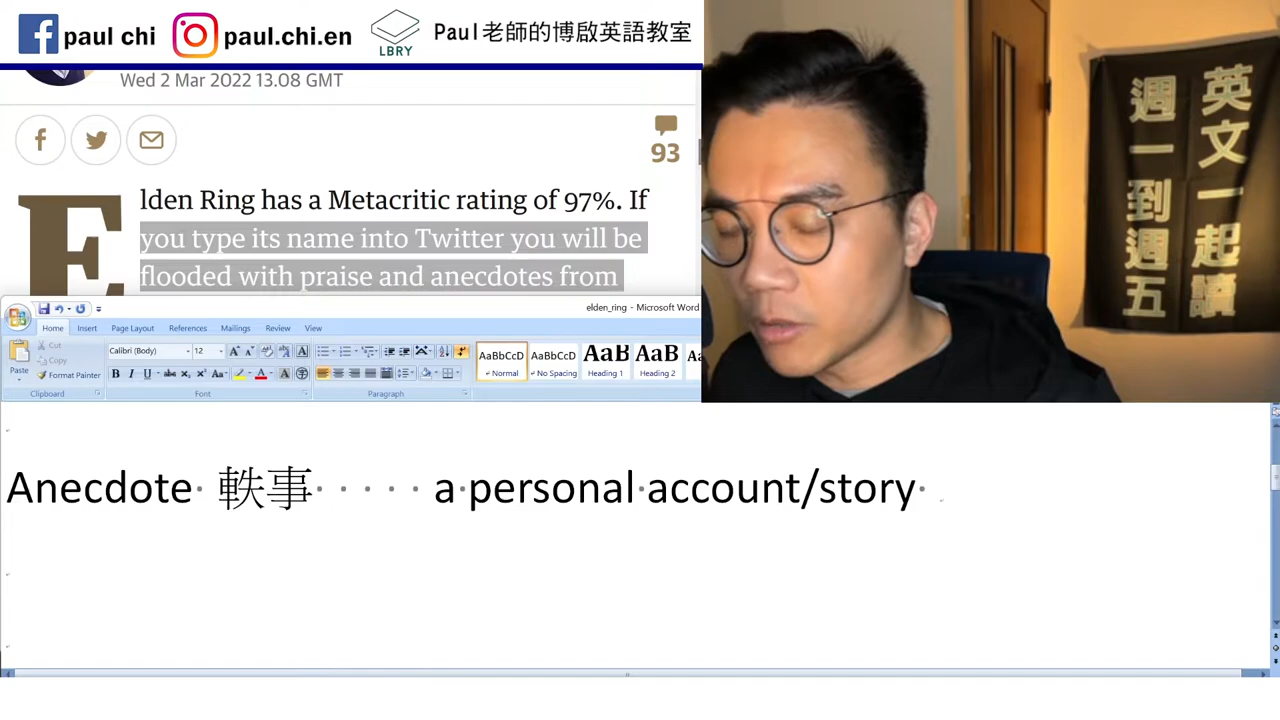 paul chi
paul.chi.en
LBRY
Paul老師的博啟英語教室
Wed 2 Mar 2022 13.08 GMT
93
Elden Ring has a Metacritic rating of 97%. If
you type its name into Twitter you will be
flooded with praise and anecdotes from
elden_ring - Microsoft Word
Home Insert Page Layout References Mailings Review View
Paste
Cut
Copy
Format Painter
Clipboard
Calibri (Body) 12
Font
Paragraph
AaBbCcD Normal
AaBbCcD No Spacing
AaBb Heading 1
AaB Heading 2
Anecdote 軼事 a personal account/story
英文一起讀
週一到週五